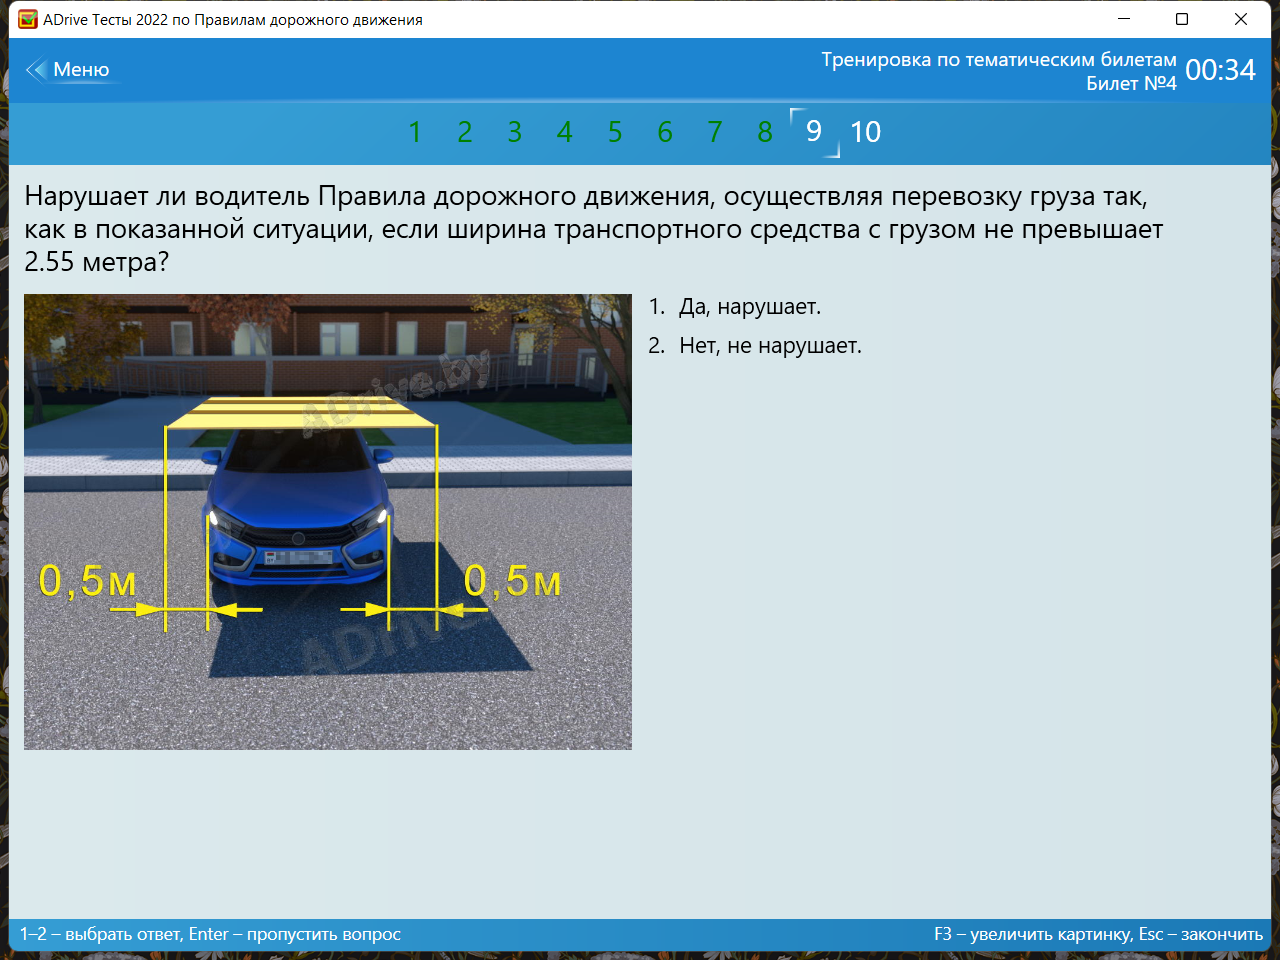 ADrive Тесты 2022 по Правилам дорожного движения
Меню
Тренировка по тематическим билетам
Билет №4
00:34
1 2 3 4 5 6 7 8 9 10
Нарушает ли водитель Правила дорожного движения, осуществляя перевозку груза так,
как в показанной ситуации, если ширина транспортного средства с грузом не превышает
2.55 метра?
1. Да, нарушает.
2. Нет, не нарушает.
ADrive.by
0,5м
0,5м
ADrive
1–2 – выбрать ответ, Enter – пропустить вопрос
F3 – увеличить картинку, Esc – закончить